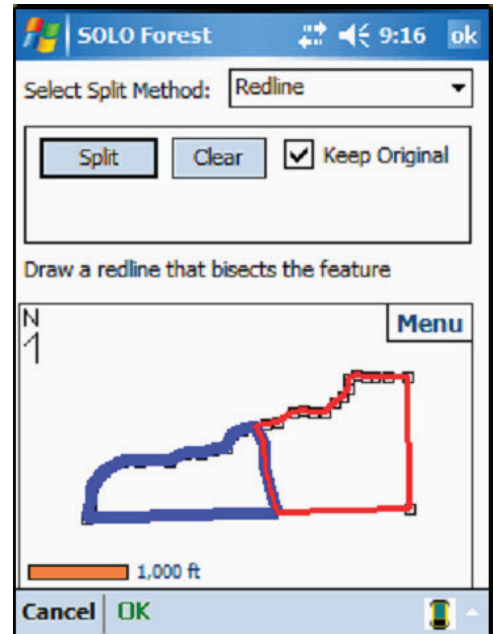 SOLO Forest 9:16 ok
Select Split Method: Redline
Split Clear Keep Original
Draw a redline that bisects the feature
N
Menu
1,000 ft
Cancel OK